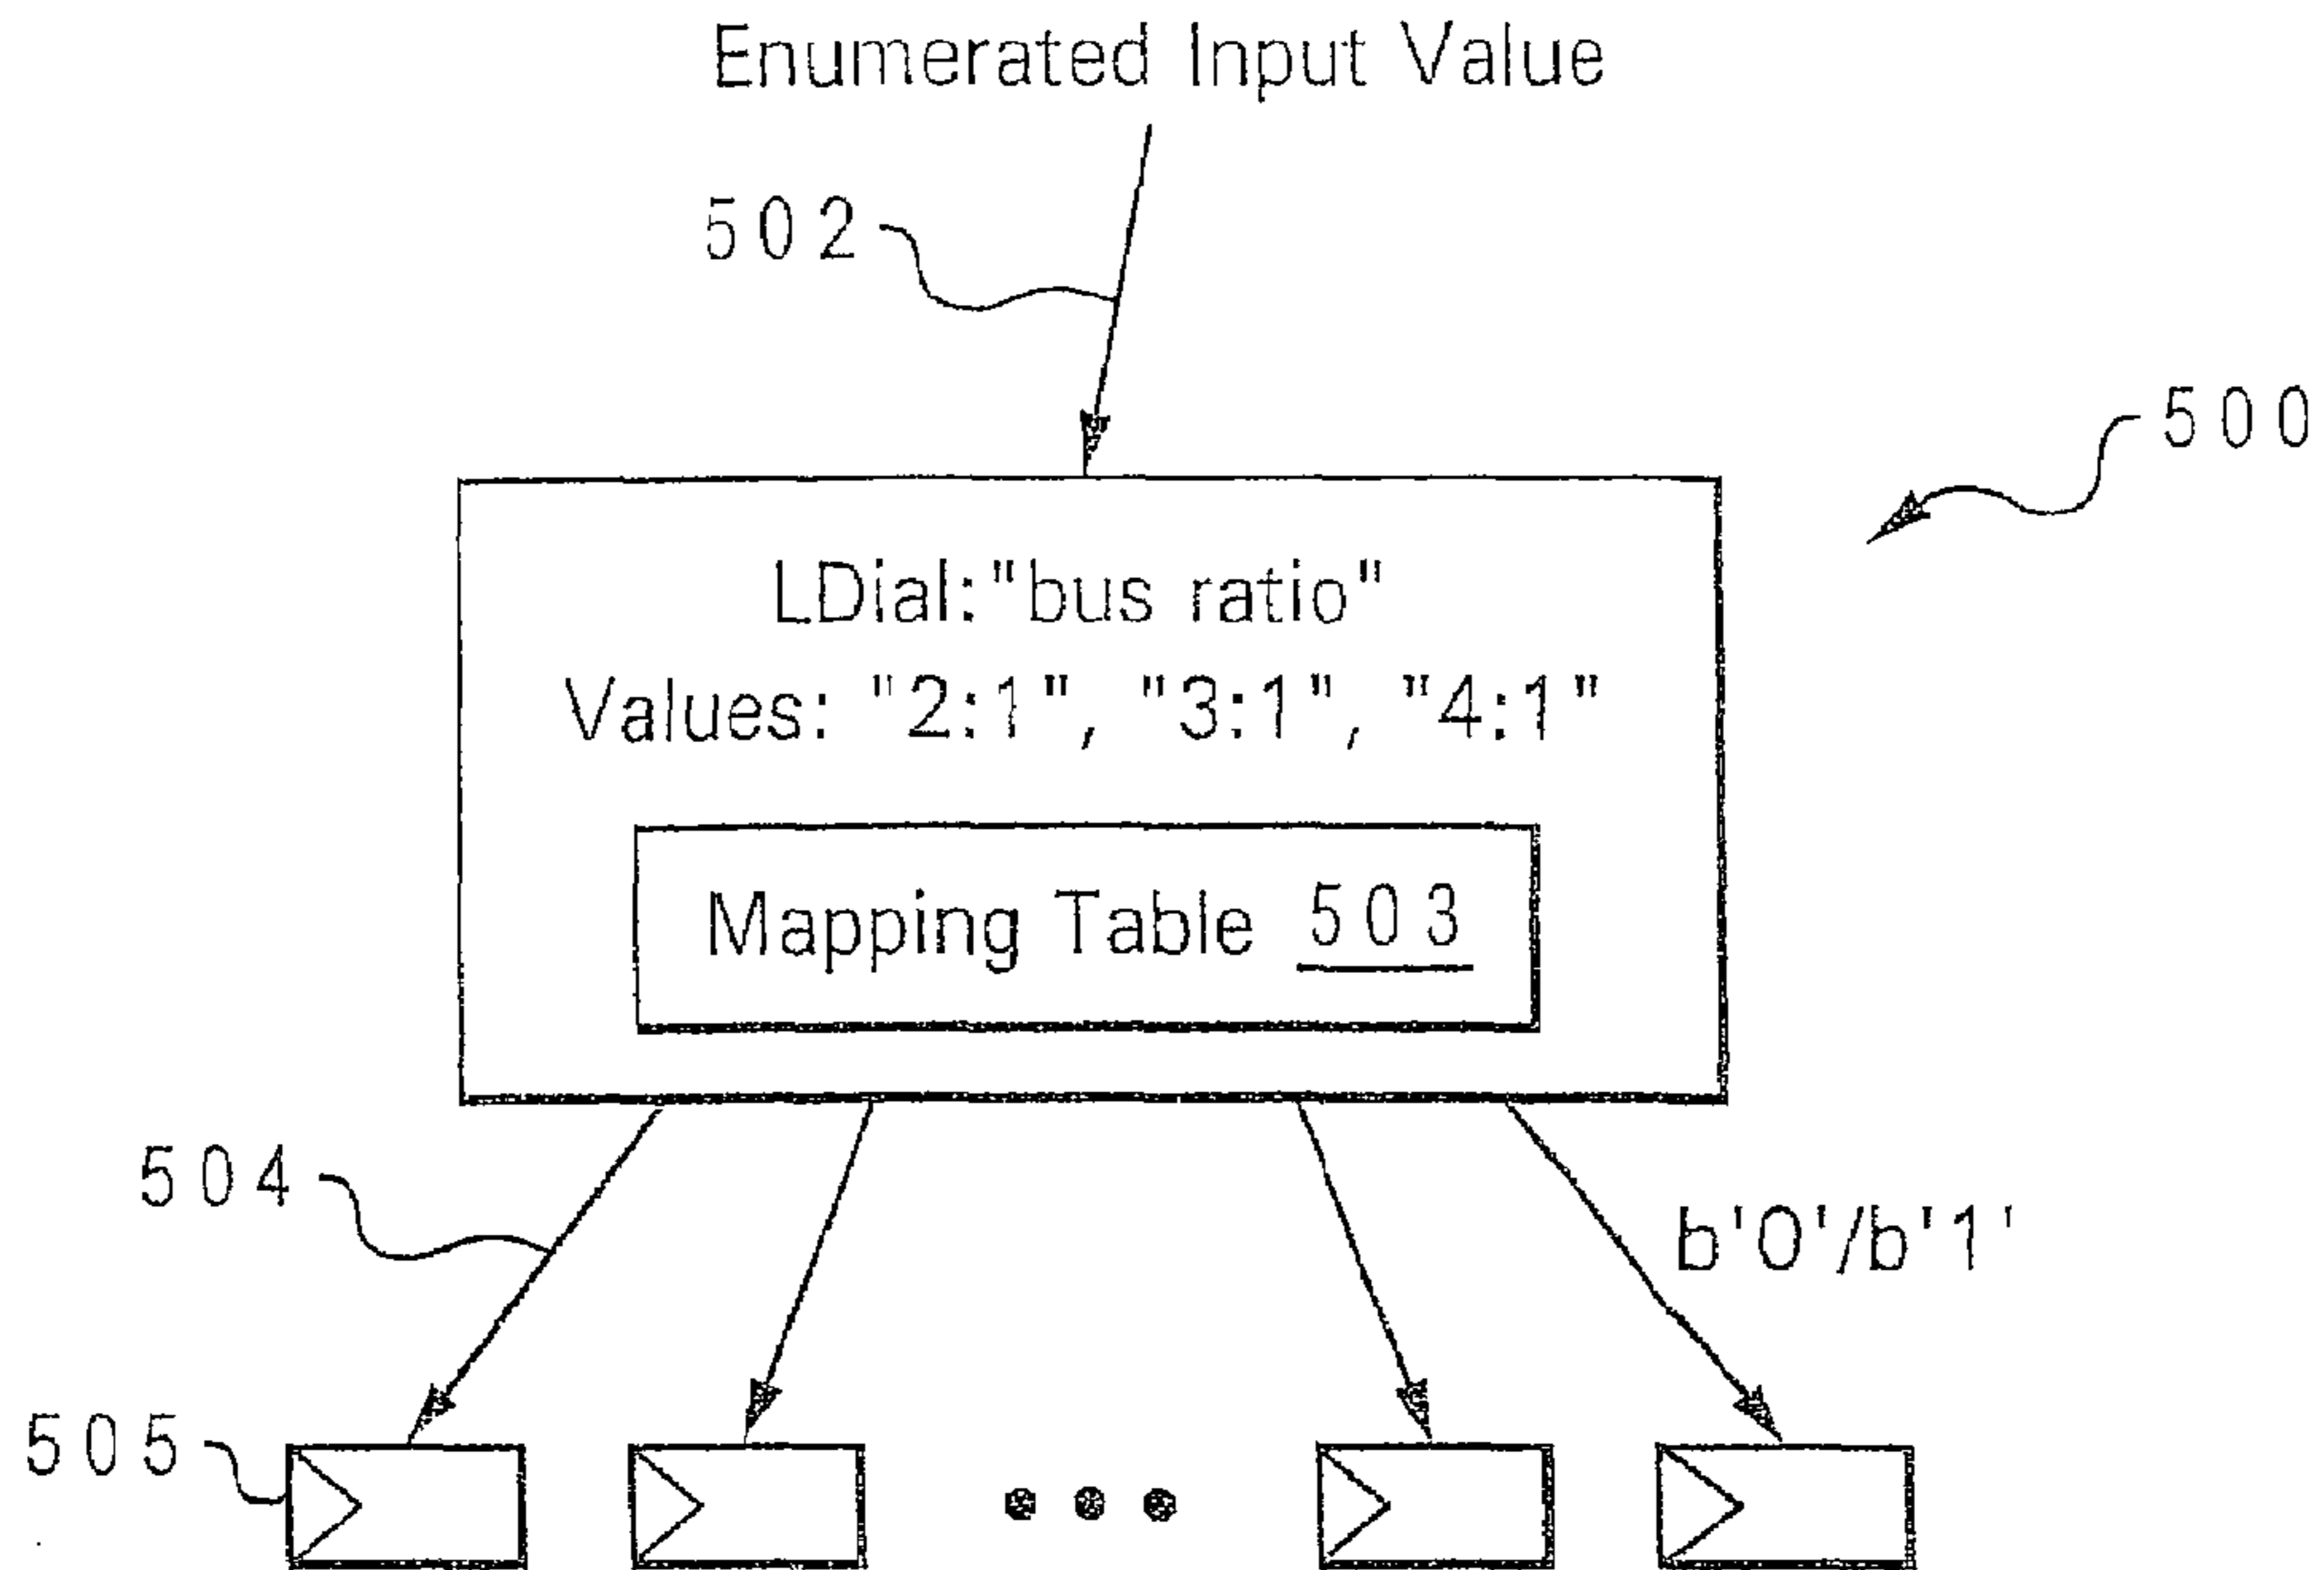 Enumerated Input Value
502
500
LDial:"bus ratio"
Values: "2:1", "3:1", "4:1"
Mapping Table 503
504
b'0'/b'1'
505